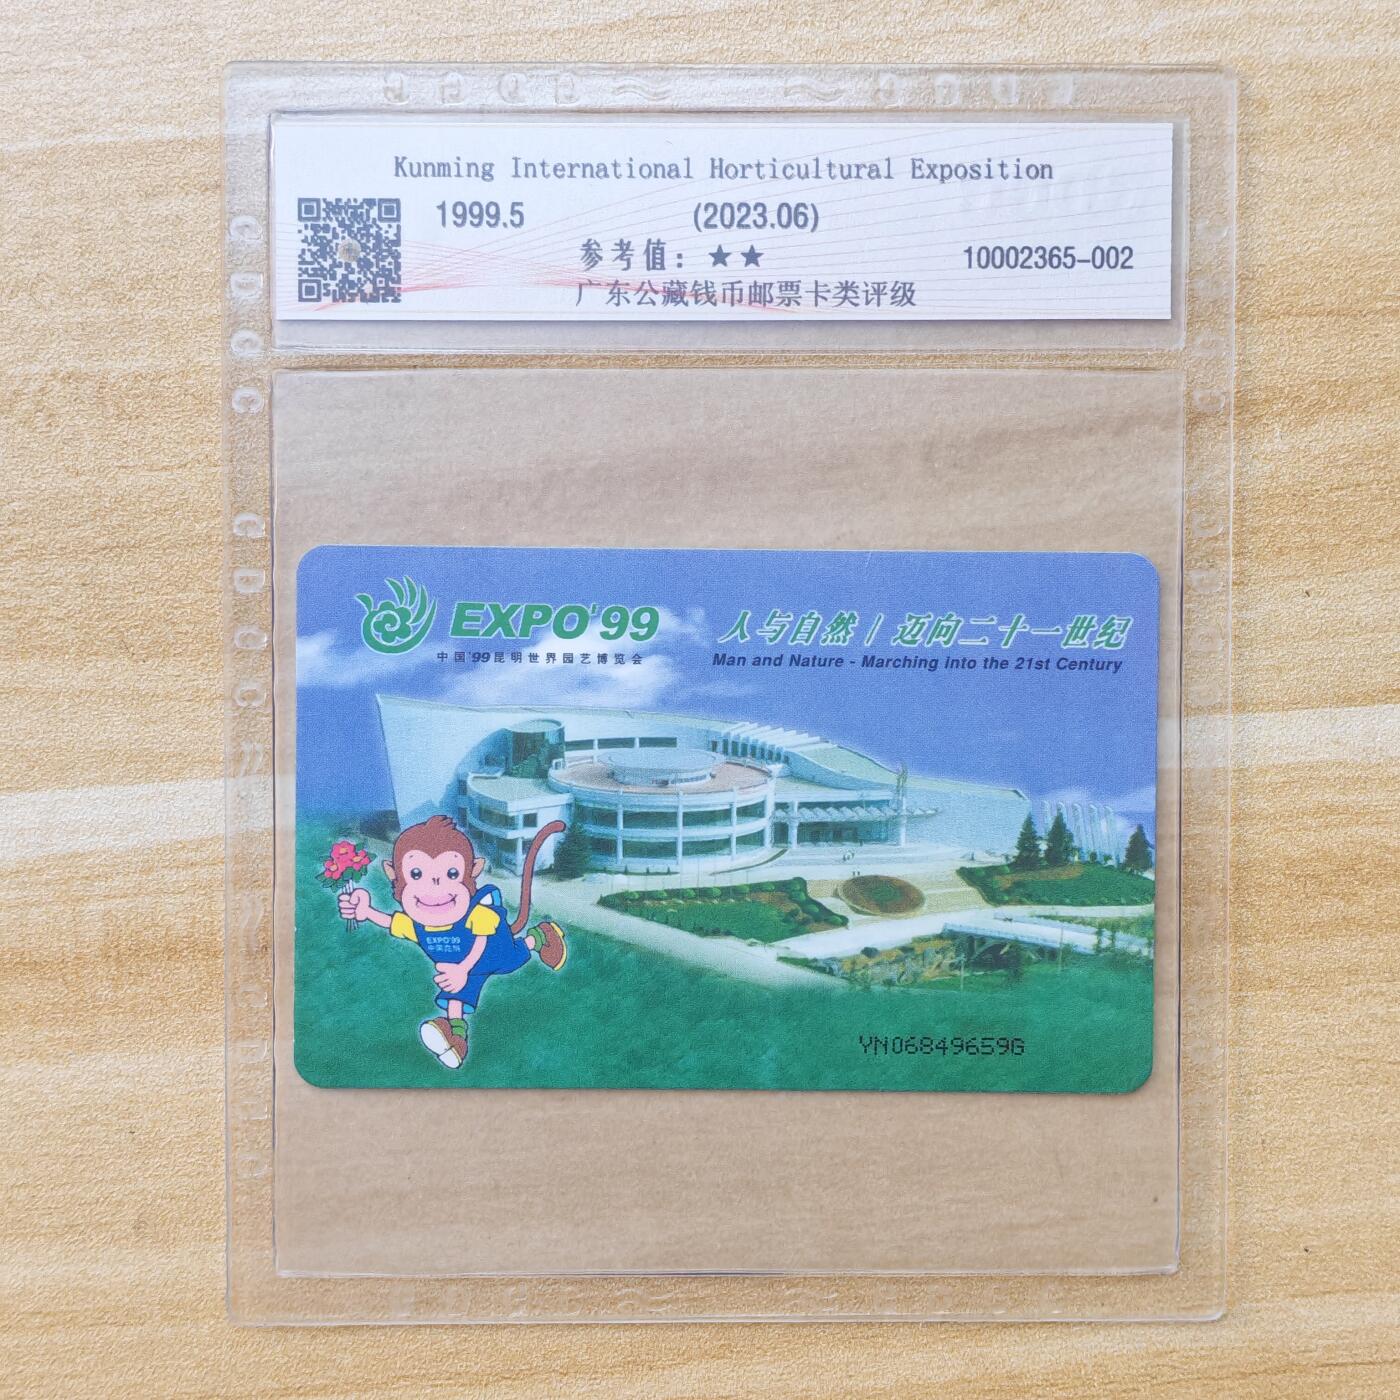 Kunming International Horticultural Exposition
1999.5 (2023.06)
参考值：★★ 10002365-002
广东公藏钱币邮票卡类评级
EXPO'99
中国'99昆明世界园艺博览会
人与自然 / 迈向二十一世纪
Man and Nature - Marching into the 21st Century
EXPO'99
YN06849659G